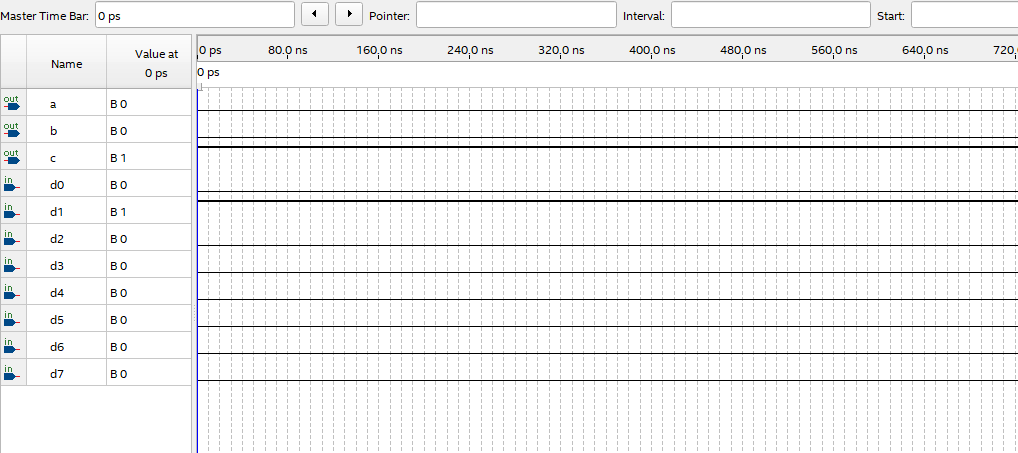 Master Time Bar: 0 ps Pointer: Interval: Start:
Name Value at 0 ps
0 ps 80.0 ns 160.0 ns 240.0 ns 320.0 ns 400.0 ns 480.0 ns 560.0 ns 640.0 ns 720.
0 ps
out a B 0
out b B 0
out c B 1
in d0 B 0
in d1 B 1
in d2 B 0
in d3 B 0
in d4 B 0
in d5 B 0
in d6 B 0
in d7 B 0